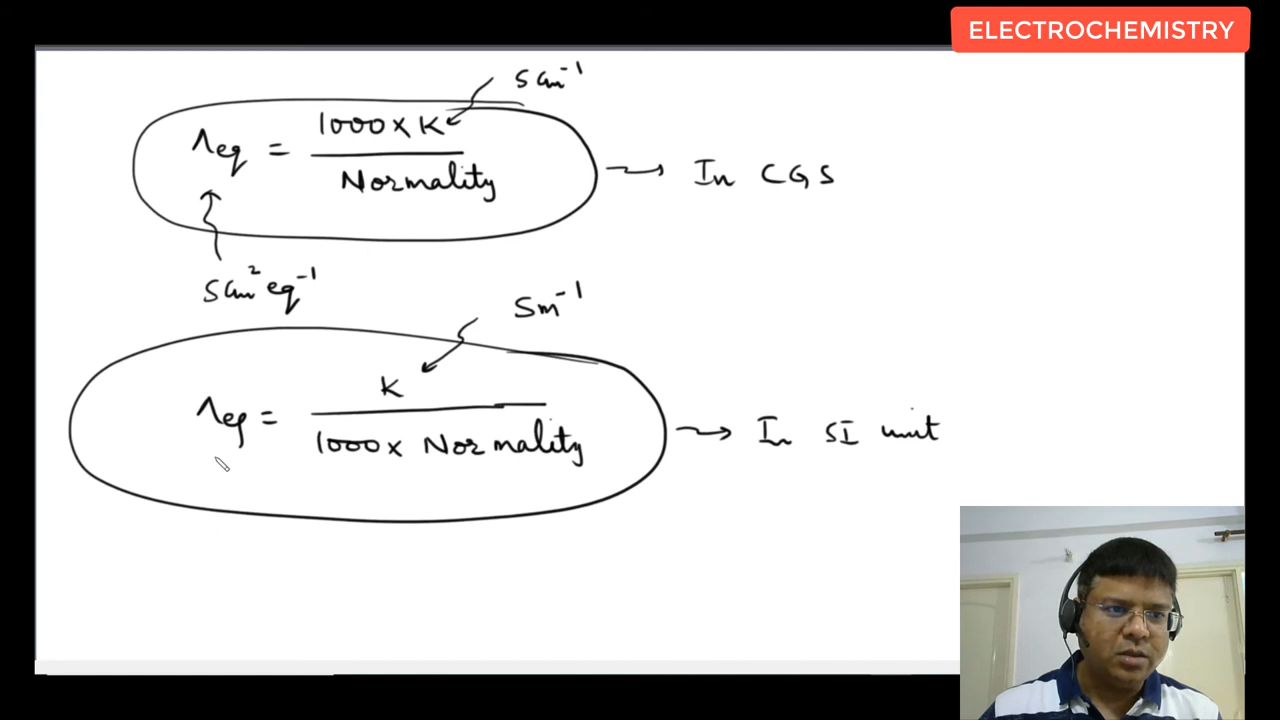 ELECTROCHEMISTRY
S cm⁻¹
Λeq = 1000 × K / Normality → In CGS
S cm² eq⁻¹
S m⁻¹
Λeq = K / 1000 × Normality → In SI unit